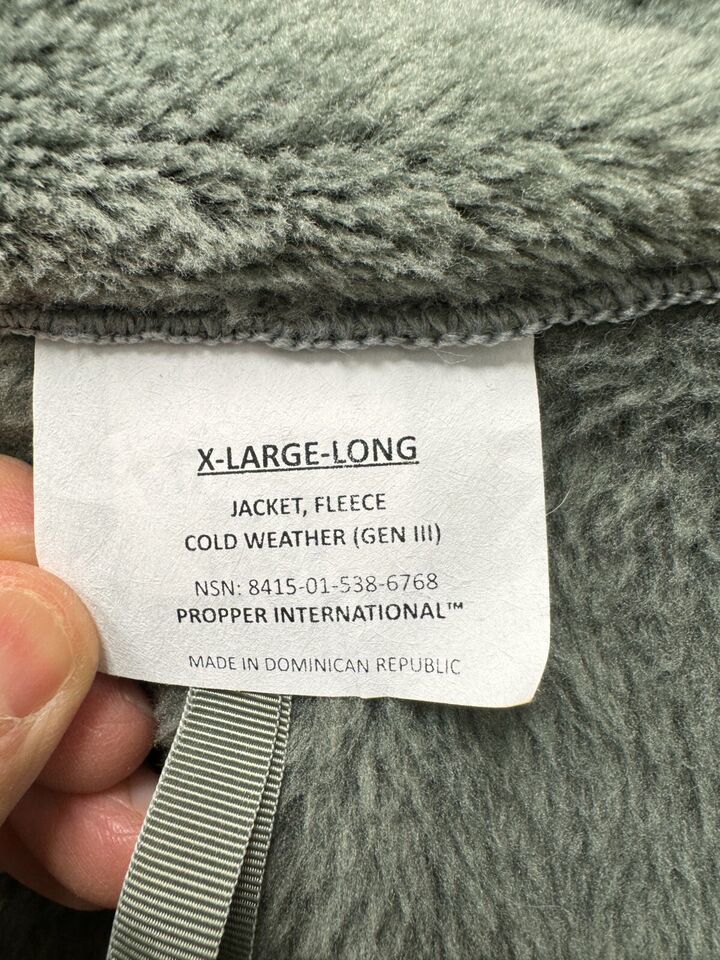 X-LARGE-LONG
JACKET, FLEECE
COLD WEATHER (GEN III)
NSN: 8415-01-538-6768
PROPPER INTERNATIONAL™
MADE IN DOMINICAN REPUBLIC